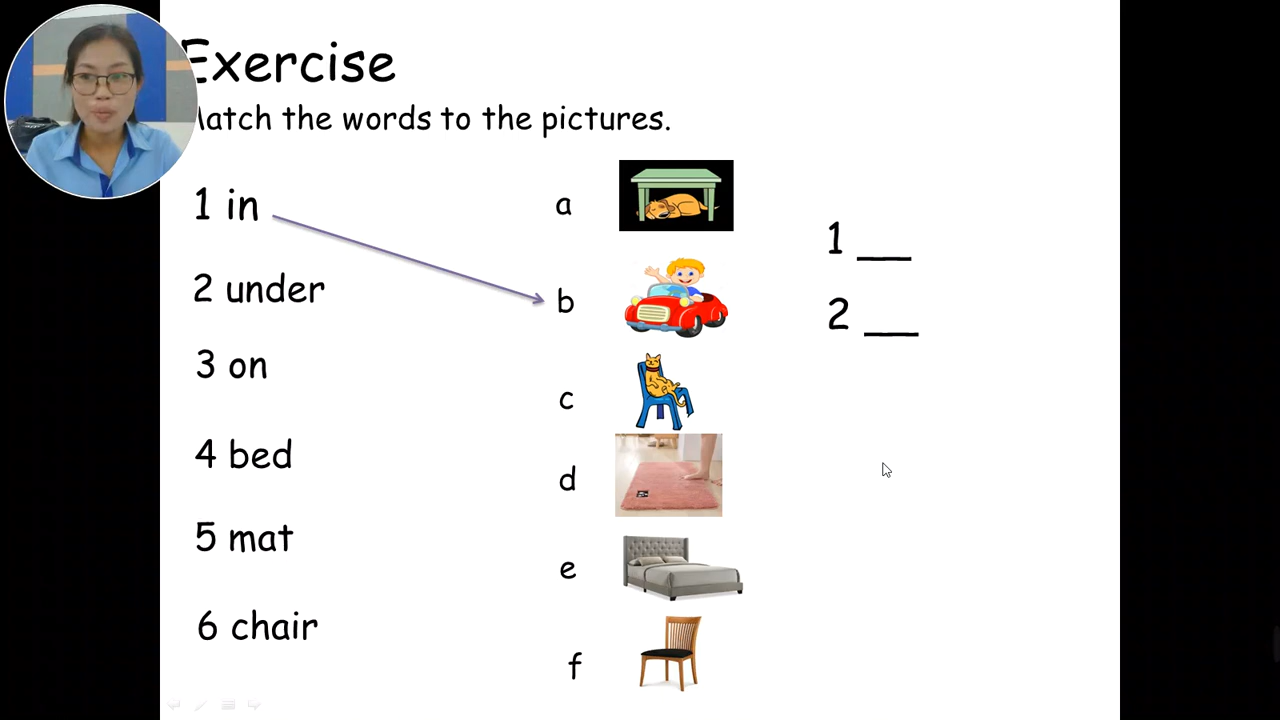 Exercise
Match the words to the pictures.
1 in
a
1 ___
2 under
b
2 ___
3 on
c
4 bed
d
5 mat
e
6 chair
f